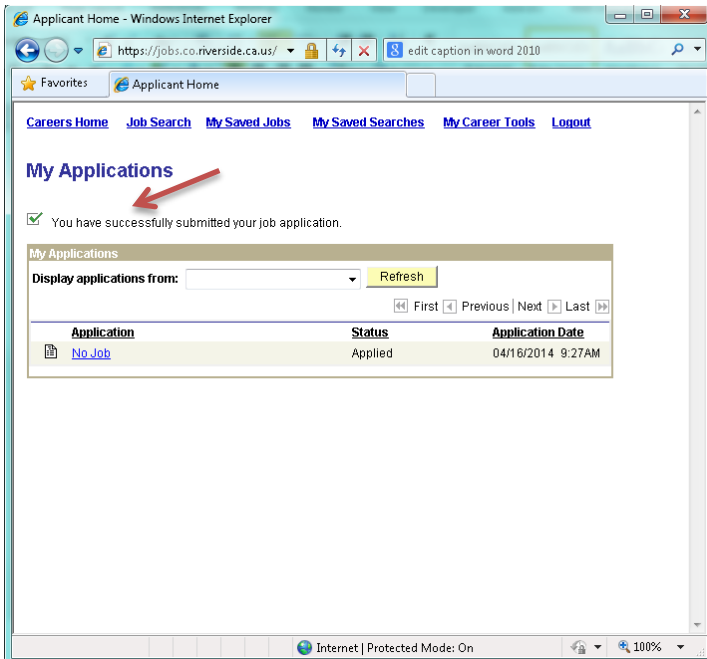 Applicant Home - Windows Internet Explorer
https://jobs.co.riverside.ca.us/ edit caption in word 2010
Favorites Applicant Home
Careers Home Job Search My Saved Jobs My Saved Searches My Career Tools Logout
My Applications
You have successfully submitted your job application.
My Applications
Display applications from: Refresh
First Previous | Next Last
Application Status Application Date
No Job Applied 04/16/2014 9:27AM
Internet | Protected Mode: On 100%